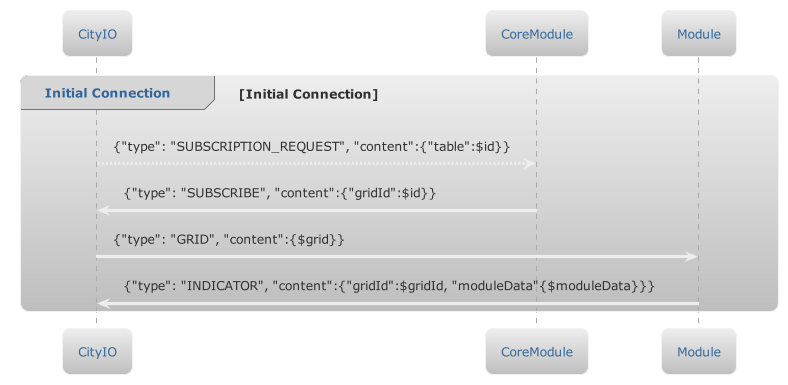 CityIO CoreModule Module
Initial Connection [Initial Connection]
{"type": "SUBSCRIPTION_REQUEST", "content":{"table":$id}}
{"type": "SUBSCRIBE", "content":{"gridId":$id}}
{"type": "GRID", "content":{$grid}}
{"type": "INDICATOR", "content":{"gridId":$gridId, "moduleData"{$moduleData}}}
CityIO CoreModule Module